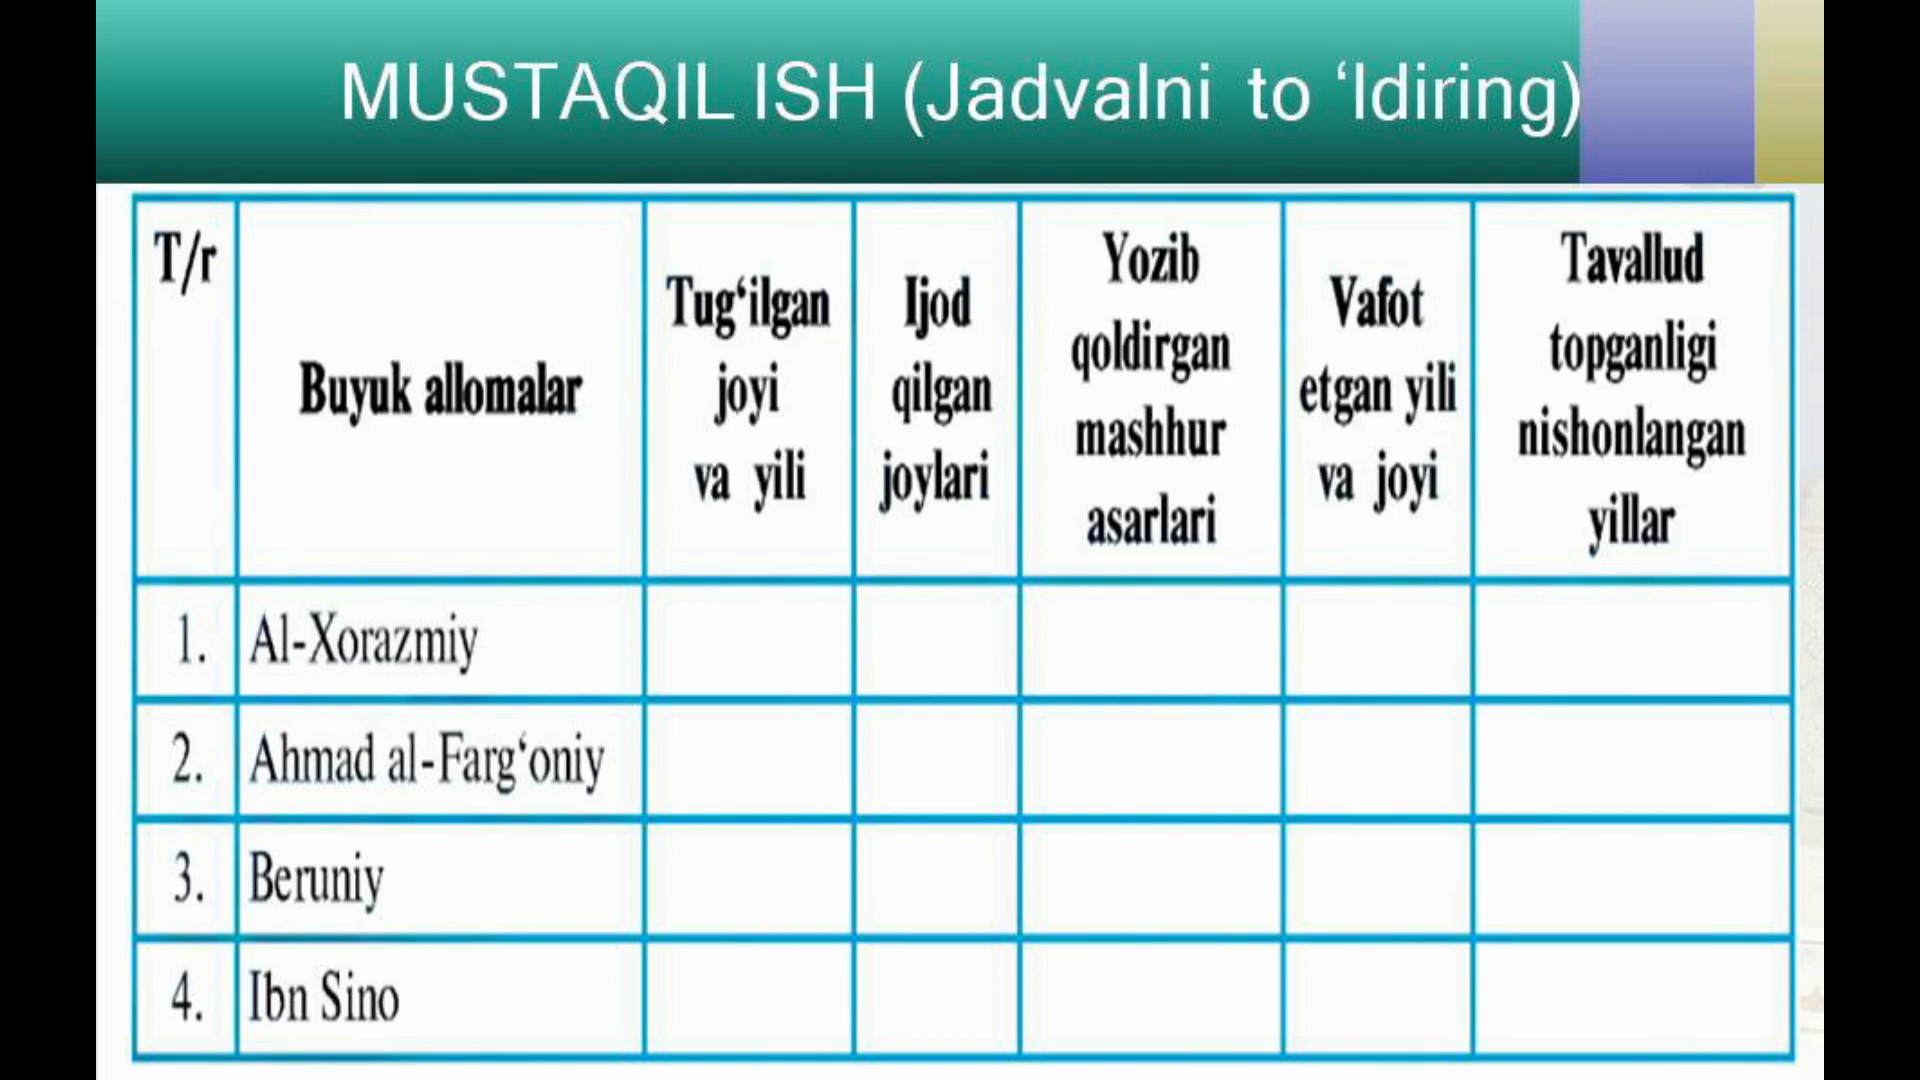 MUSTAQIL ISH (Jadvalni to ‘ldiring)
T/r
Buyuk allomalar
Tug‘ilgan
joyi
va yili
Ijod
qilgan
joylari
Yozib
qoldirgan
mashhur
asarlari
Vafot
etgan yili
va joyi
Tavallud
topganligi
nishonlangan
yillar
1. Al-Xorazmiy
2. Ahmad al-Farg‘oniy
3. Beruniy
4. Ibn Sino